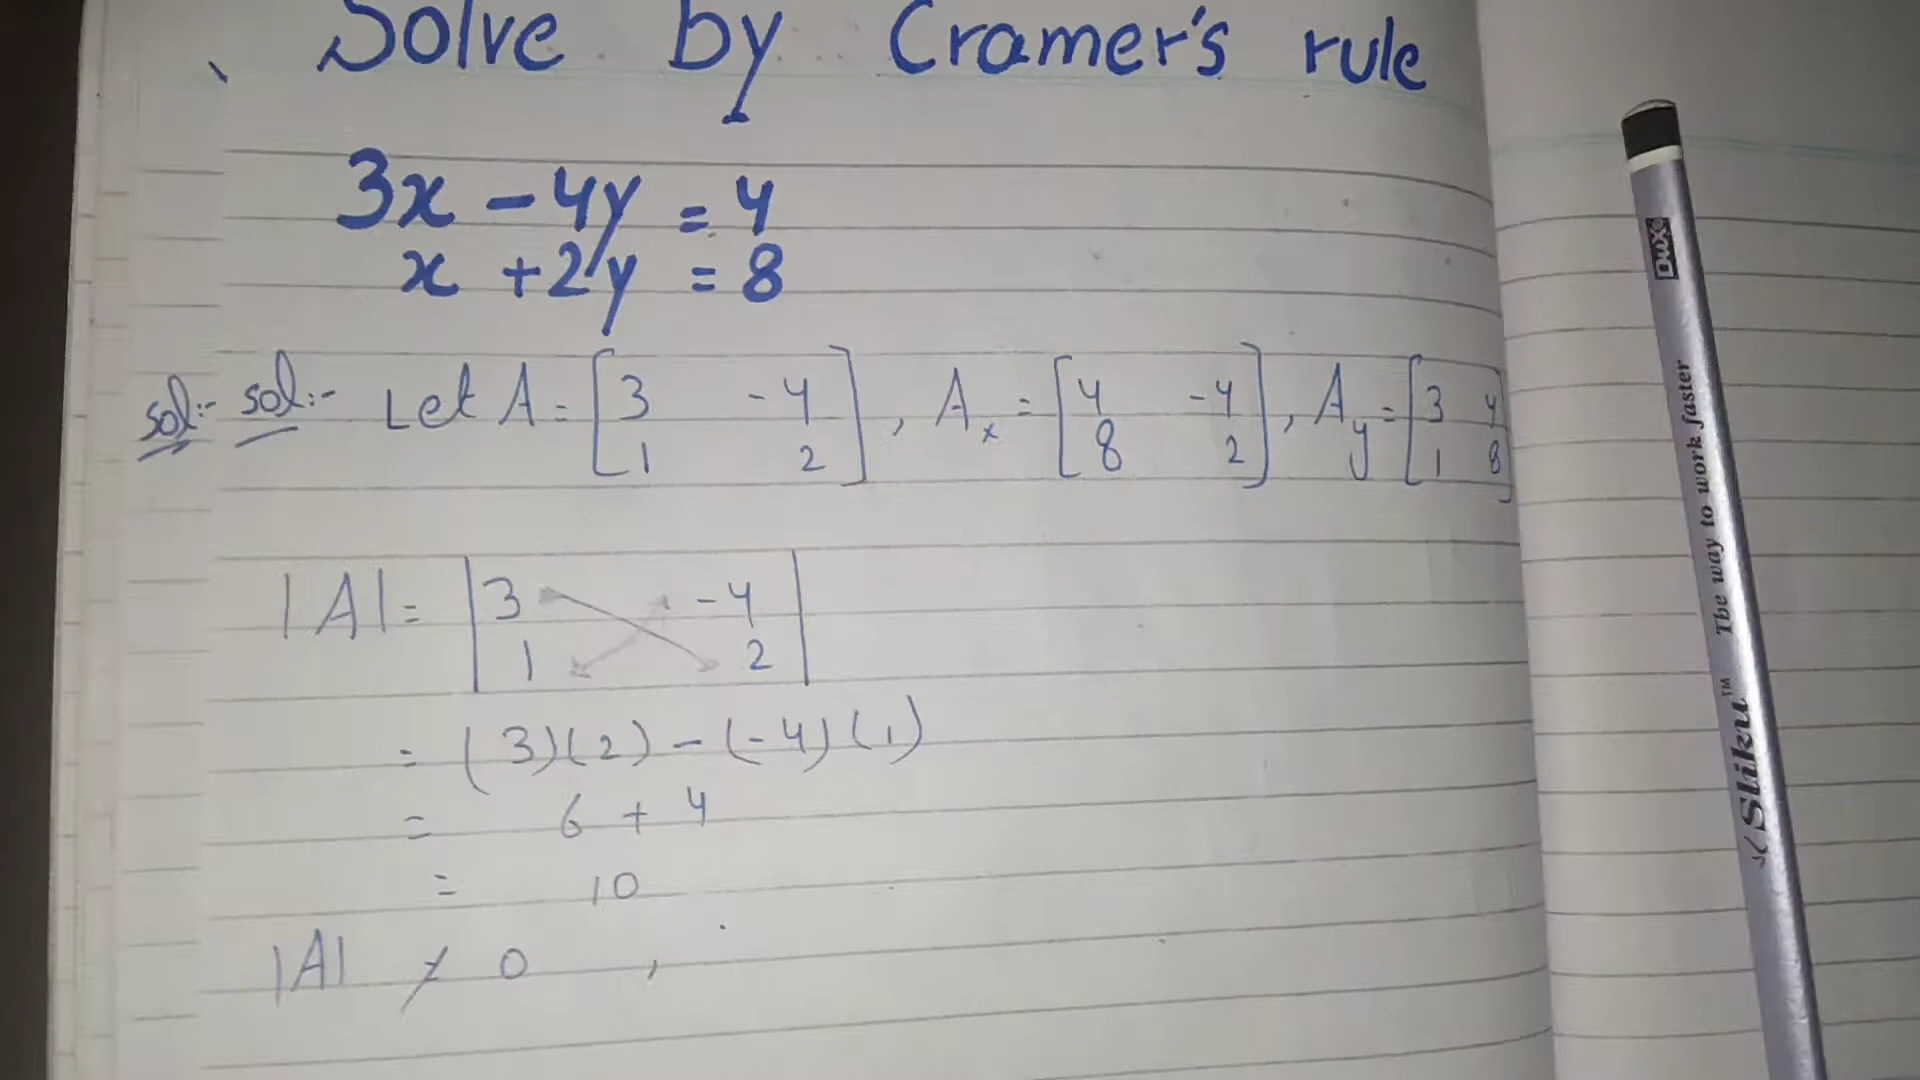 Solve by Cramer's rule
3x - 4y = 4
x + 2y = 8
sol:- sol:- Let A = [3 -4 , Ax = [4 -4 , Ay = [3 4
1 2] 8 2] 1 8]
|A| = |3 -4
1 2|
= (3)(2) - (-4)(1)
= 6 + 4
= 10
|A| ≠ 0 ,
DUX®
Sliku™ The way to work faster